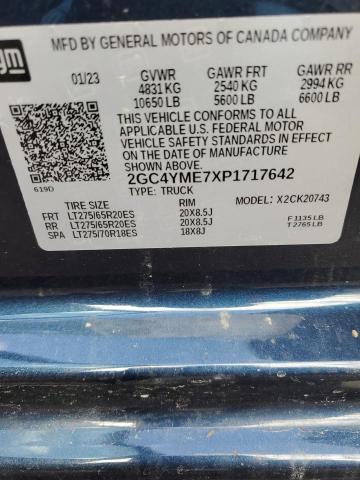 gm
MFD BY GENERAL MOTORS OF CANADA COMPANY
01/23 GVWR GAWR FRT GAWR RR
4831 KG 2540 KG 2994 KG
10650 LB 5600 LB 6600 LB
THIS VEHICLE CONFORMS TO ALL
APPLICABLE U.S. FEDERAL MOTOR
VEHICLE SAFETY STANDARDS IN EFFECT
ON THE DATE OF MANUFACTURE
SHOWN ABOVE.
619D
2GC4YME7XP1717642
TYPE: TRUCK MODEL: X2CK20743
TIRE SIZE RIM
FRT LT275/65R20ES 20X8.5J F 1135 LB
RR LT275/65R20ES 20X8.5J T 2765 LB
SPA LT275/70R18ES 18X8J